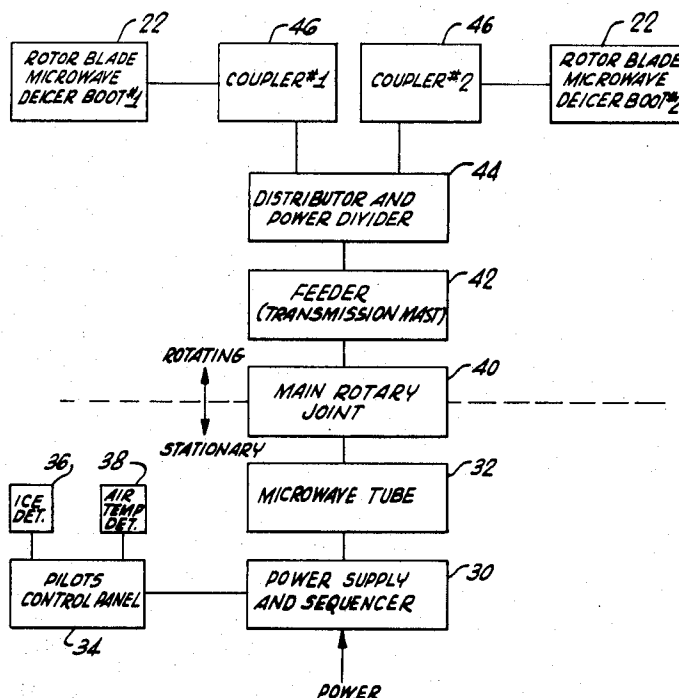 22
46
46
22
ROTOR BLADE
MICROWAVE
DEICER BOOT #1
COUPLER #1
COUPLER #2
ROTOR BLADE
MICROWAVE
DEICER BOOT #2
44
DISTRIBUTOR AND
POWER DIVIDER
42
FEEDER
(TRANSMISSION MAST)
ROTATING
40
MAIN ROTARY
JOINT
STATIONARY
36
38
32
ICE
DET.
AIR
TEMP
DET.
MICROWAVE TUBE
30
PILOTS
CONTROL PANEL
POWER SUPPLY
AND SEQUENCER
34
POWER